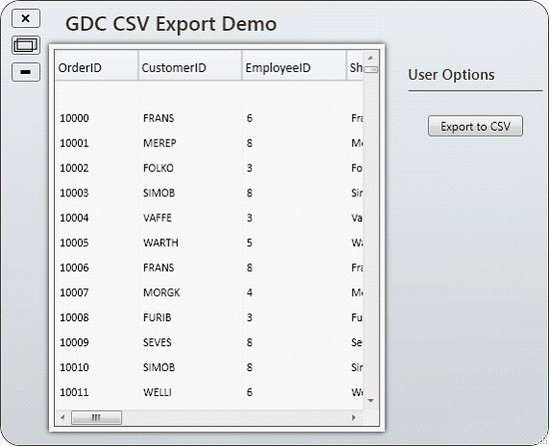 GDC CSV Export Demo
OrderID CustomerID EmployeeID Sh
10000 FRANS 6 Fra
10001 MEREP 8 Me
10002 FOLKO 3 Fo
10003 SIMOB 8 Sir
10004 VAFFE 3 Va
10005 WARTH 5 Wa
10006 FRANS 8 Fra
10007 MORGK 4 Mo
10008 FURIB 3 Fu
10009 SEVES 8 Se
10010 SIMOB 8 Sir
10011 WELLI 6 We
User Options
Export to CSV